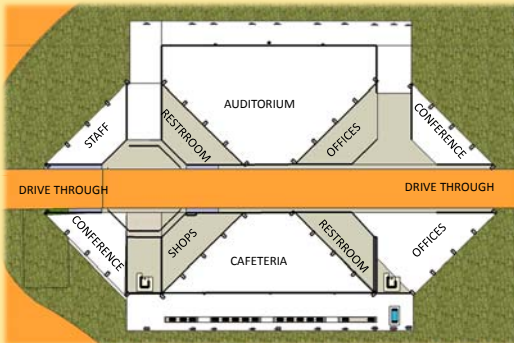 AUDITORIUM
STAFF
RESTRROOM
OFFICES
CONFERENCE
DRIVE THROUGH
DRIVE THROUGH
CONFERENCE
SHOPS
CAFETERIA
RESTRROOM
OFFICES